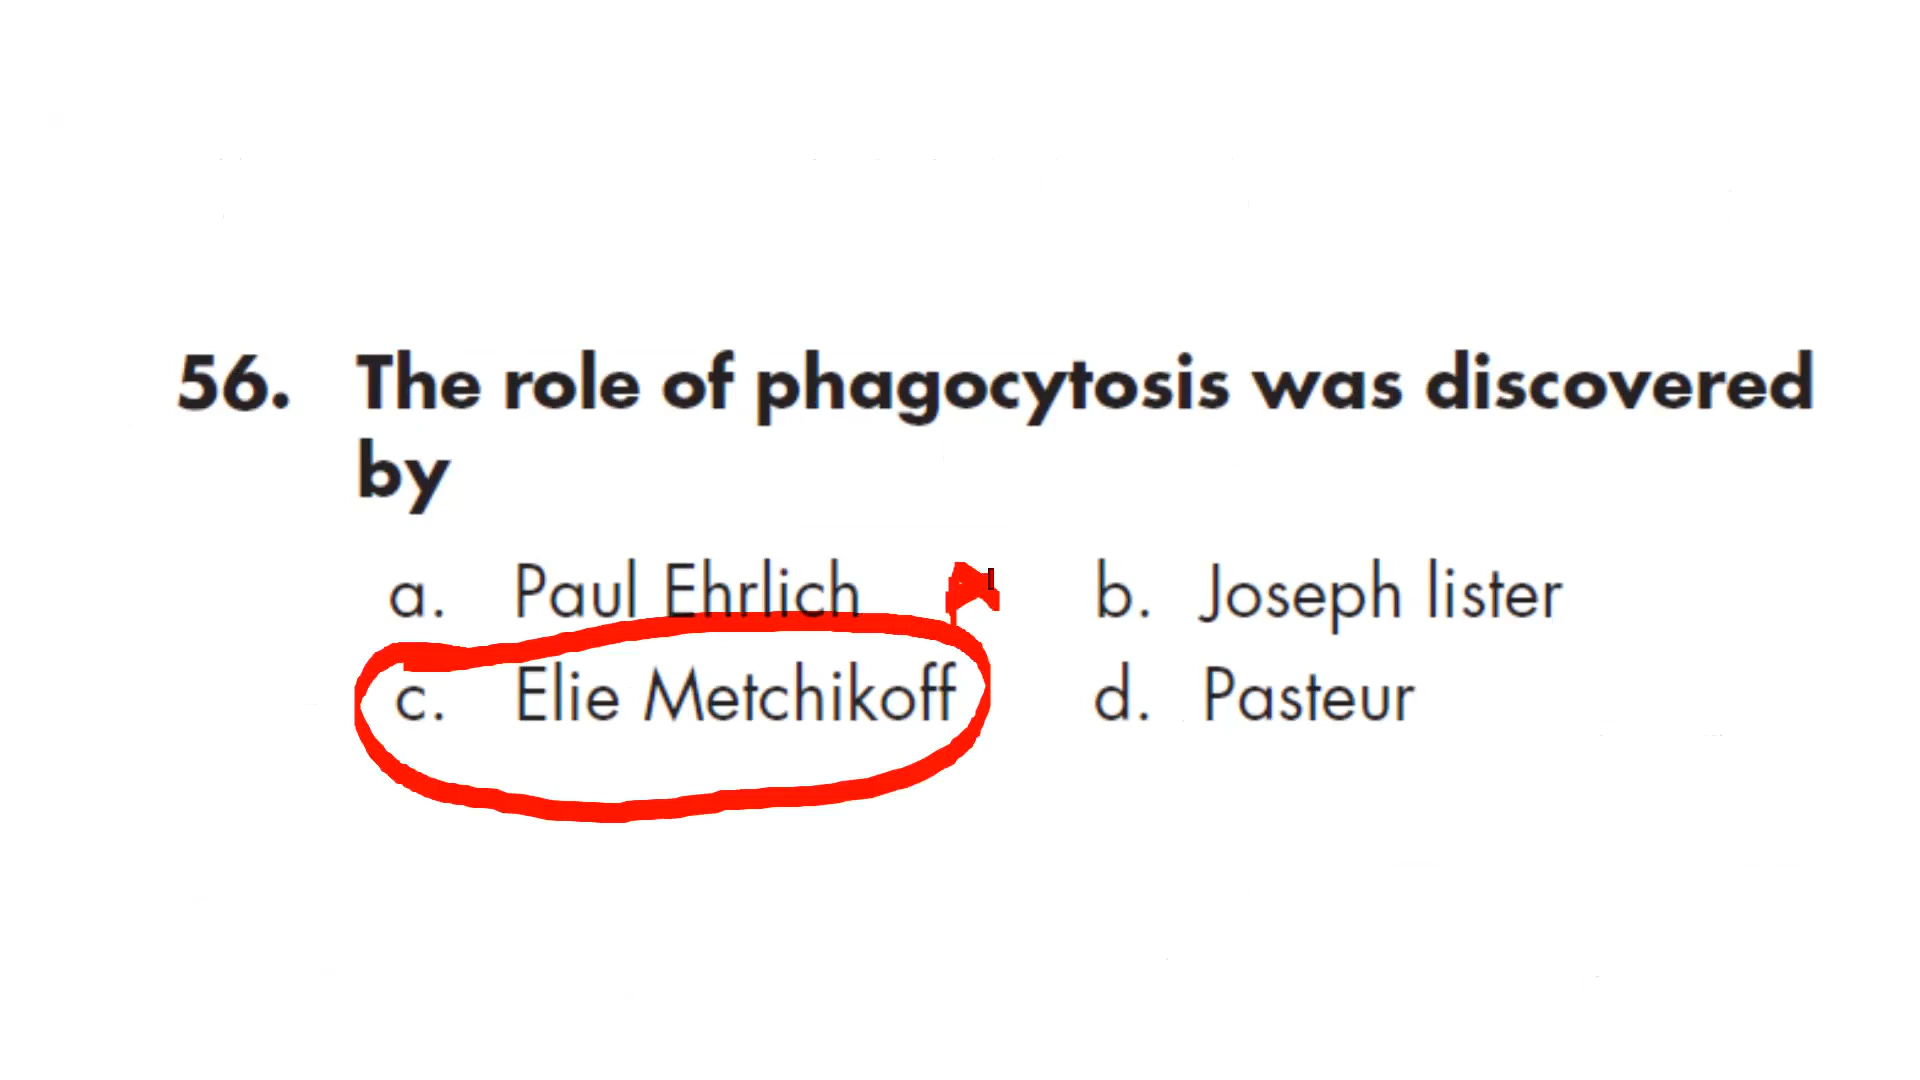 56. The role of phagocytosis was discovered
by
a. Paul Ehrlich b. Joseph lister
c. Elie Metchikoff d. Pasteur